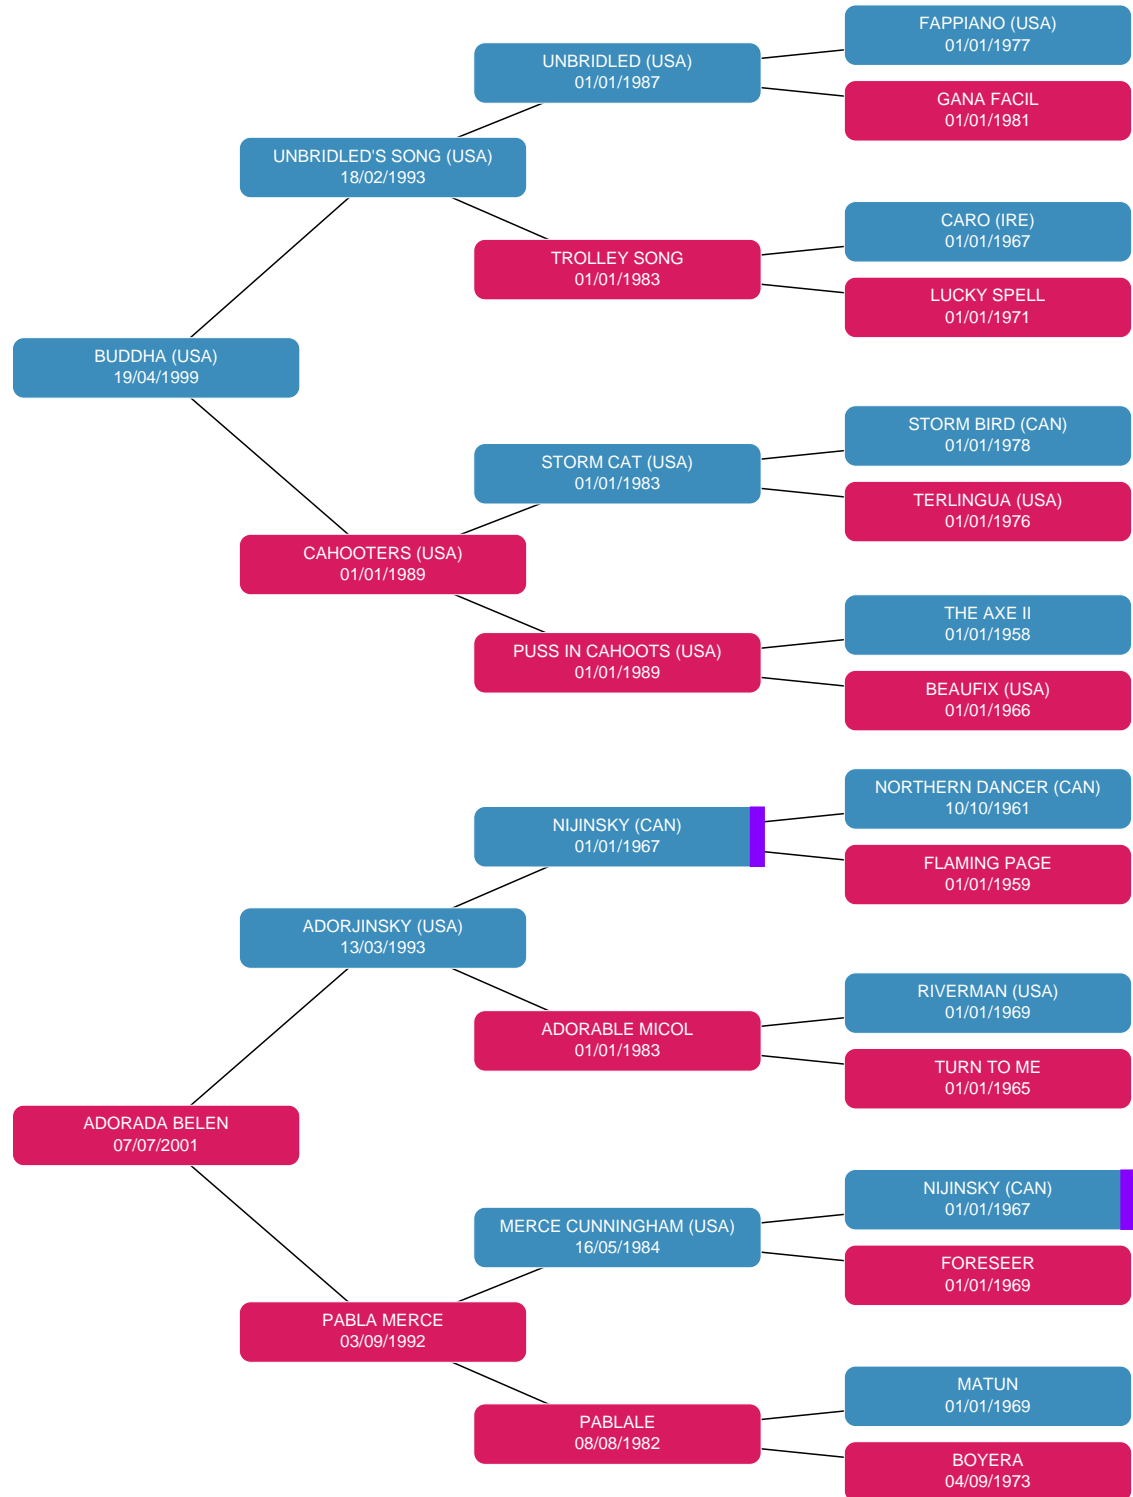 FAPPIANO (USA)
01/01/1977
UNBRIDLED (USA)
01/01/1987
GANA FACIL
01/01/1981
UNBRIDLED'S SONG (USA)
18/02/1993
CARO (IRE)
01/01/1967
TROLLEY SONG
01/01/1983
LUCKY SPELL
01/01/1971
BUDDHA (USA)
19/04/1999
STORM BIRD (CAN)
01/01/1978
STORM CAT (USA)
01/01/1983
TERLINGUA (USA)
01/01/1976
CAHOOTERS (USA)
01/01/1989
THE AXE II
01/01/1958
PUSS IN CAHOOTS (USA)
01/01/1989
BEAUFIX (USA)
01/01/1966
NORTHERN DANCER (CAN)
10/10/1961
NIJINSKY (CAN)
01/01/1967
FLAMING PAGE
01/01/1959
ADORJINSKY (USA)
13/03/1993
RIVERMAN (USA)
01/01/1969
ADORABLE MICOL
01/01/1983
TURN TO ME
01/01/1965
ADORADA BELEN
07/07/2001
NIJINSKY (CAN)
01/01/1967
MERCE CUNNINGHAM (USA)
16/05/1984
FORESEER
01/01/1969
PABLA MERCE
03/09/1992
MATUN
01/01/1969
PABLALE
08/08/1982
BOYERA
04/09/1973